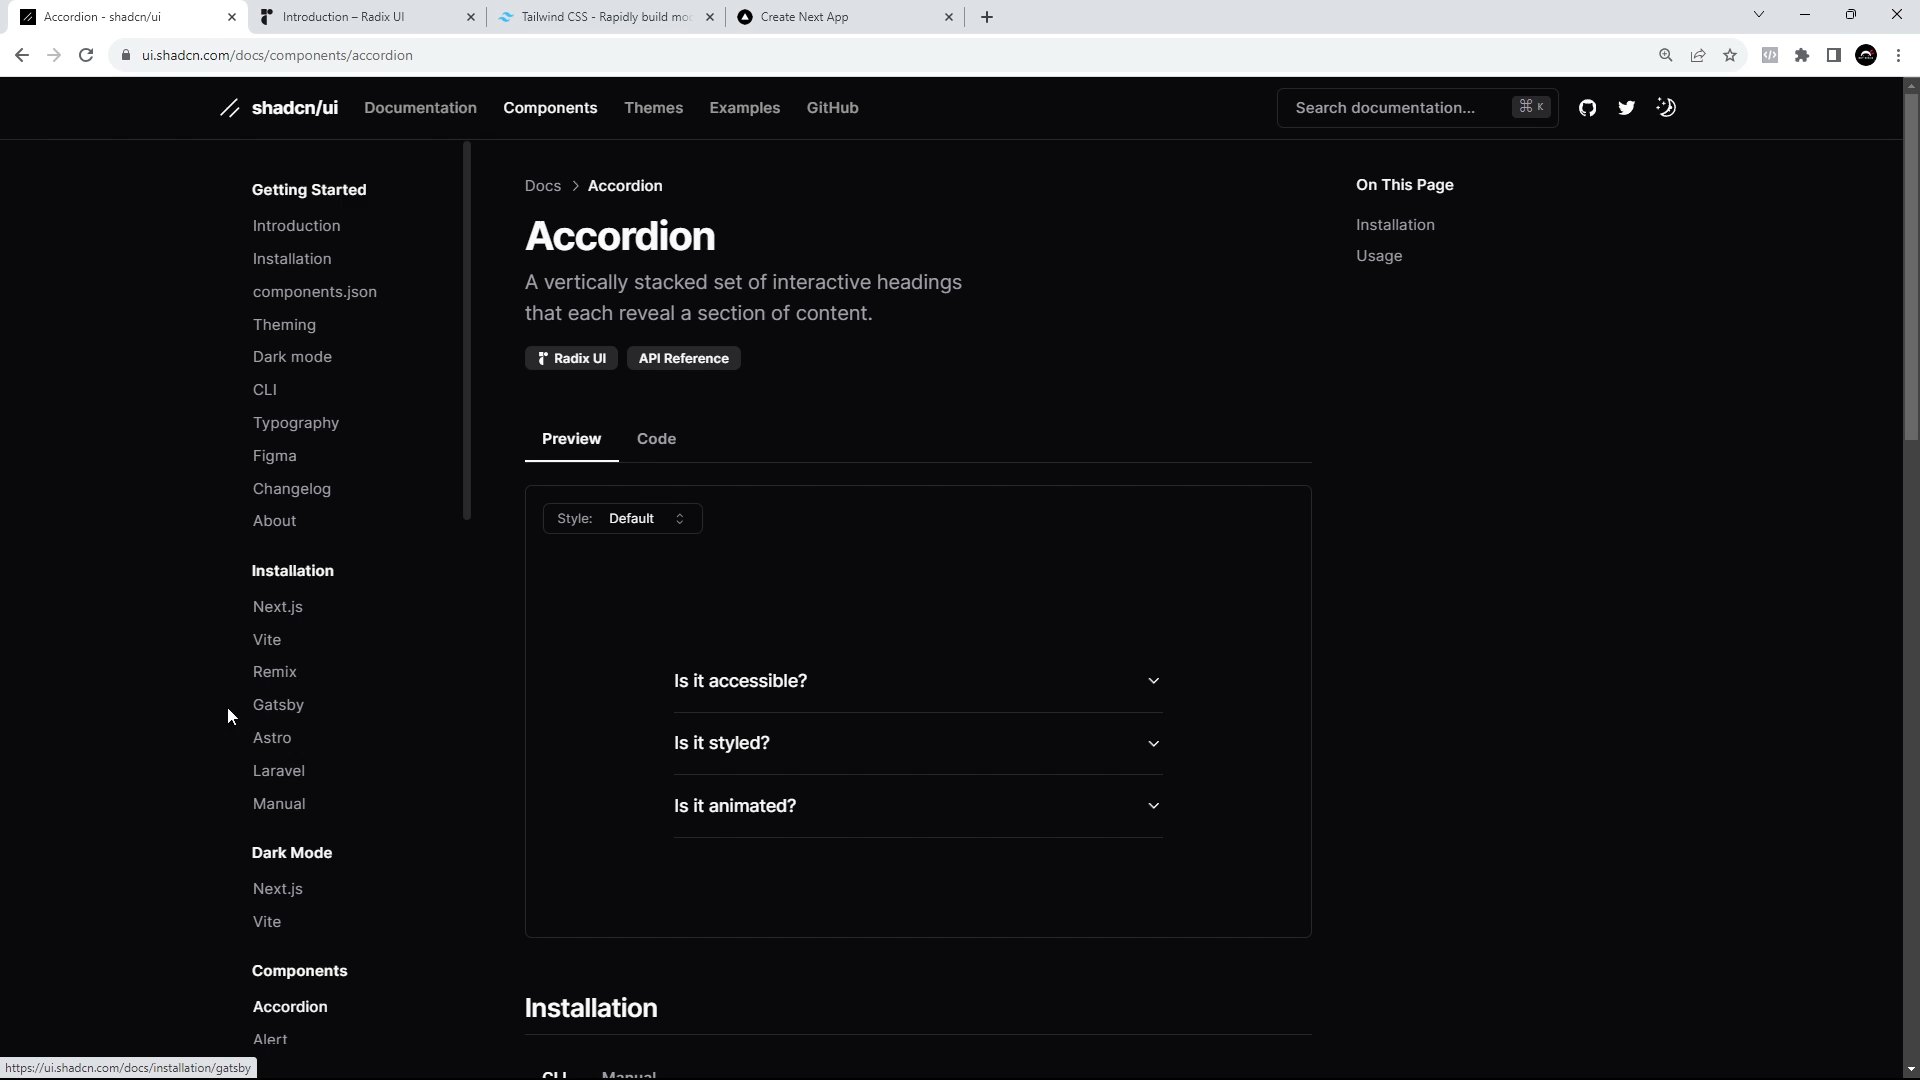 Accordion - shadcn/ui
Introduction – Radix UI
Tailwind CSS - Rapidly build mod
Create Next App
ui.shadcn.com/docs/components/accordion
shadcn/ui
Documentation
Components
Themes
Examples
GitHub
Search documentation...
⌘ K
Getting Started
Introduction
Installation
components.json
Theming
Dark mode
CLI
Typography
Figma
Changelog
About
Installation
Next.js
Vite
Remix
Gatsby
Astro
Laravel
Manual
Dark Mode
Next.js
Vite
Components
Accordion
Alert
Docs > Accordion
Accordion
A vertically stacked set of interactive headings
that each reveal a section of content.
Radix UI
API Reference
Preview
Code
Style: Default
Is it accessible?
Is it styled?
Is it animated?
Installation
CLI
Manual
On This Page
Installation
Usage
https://ui.shadcn.com/docs/installation/gatsby